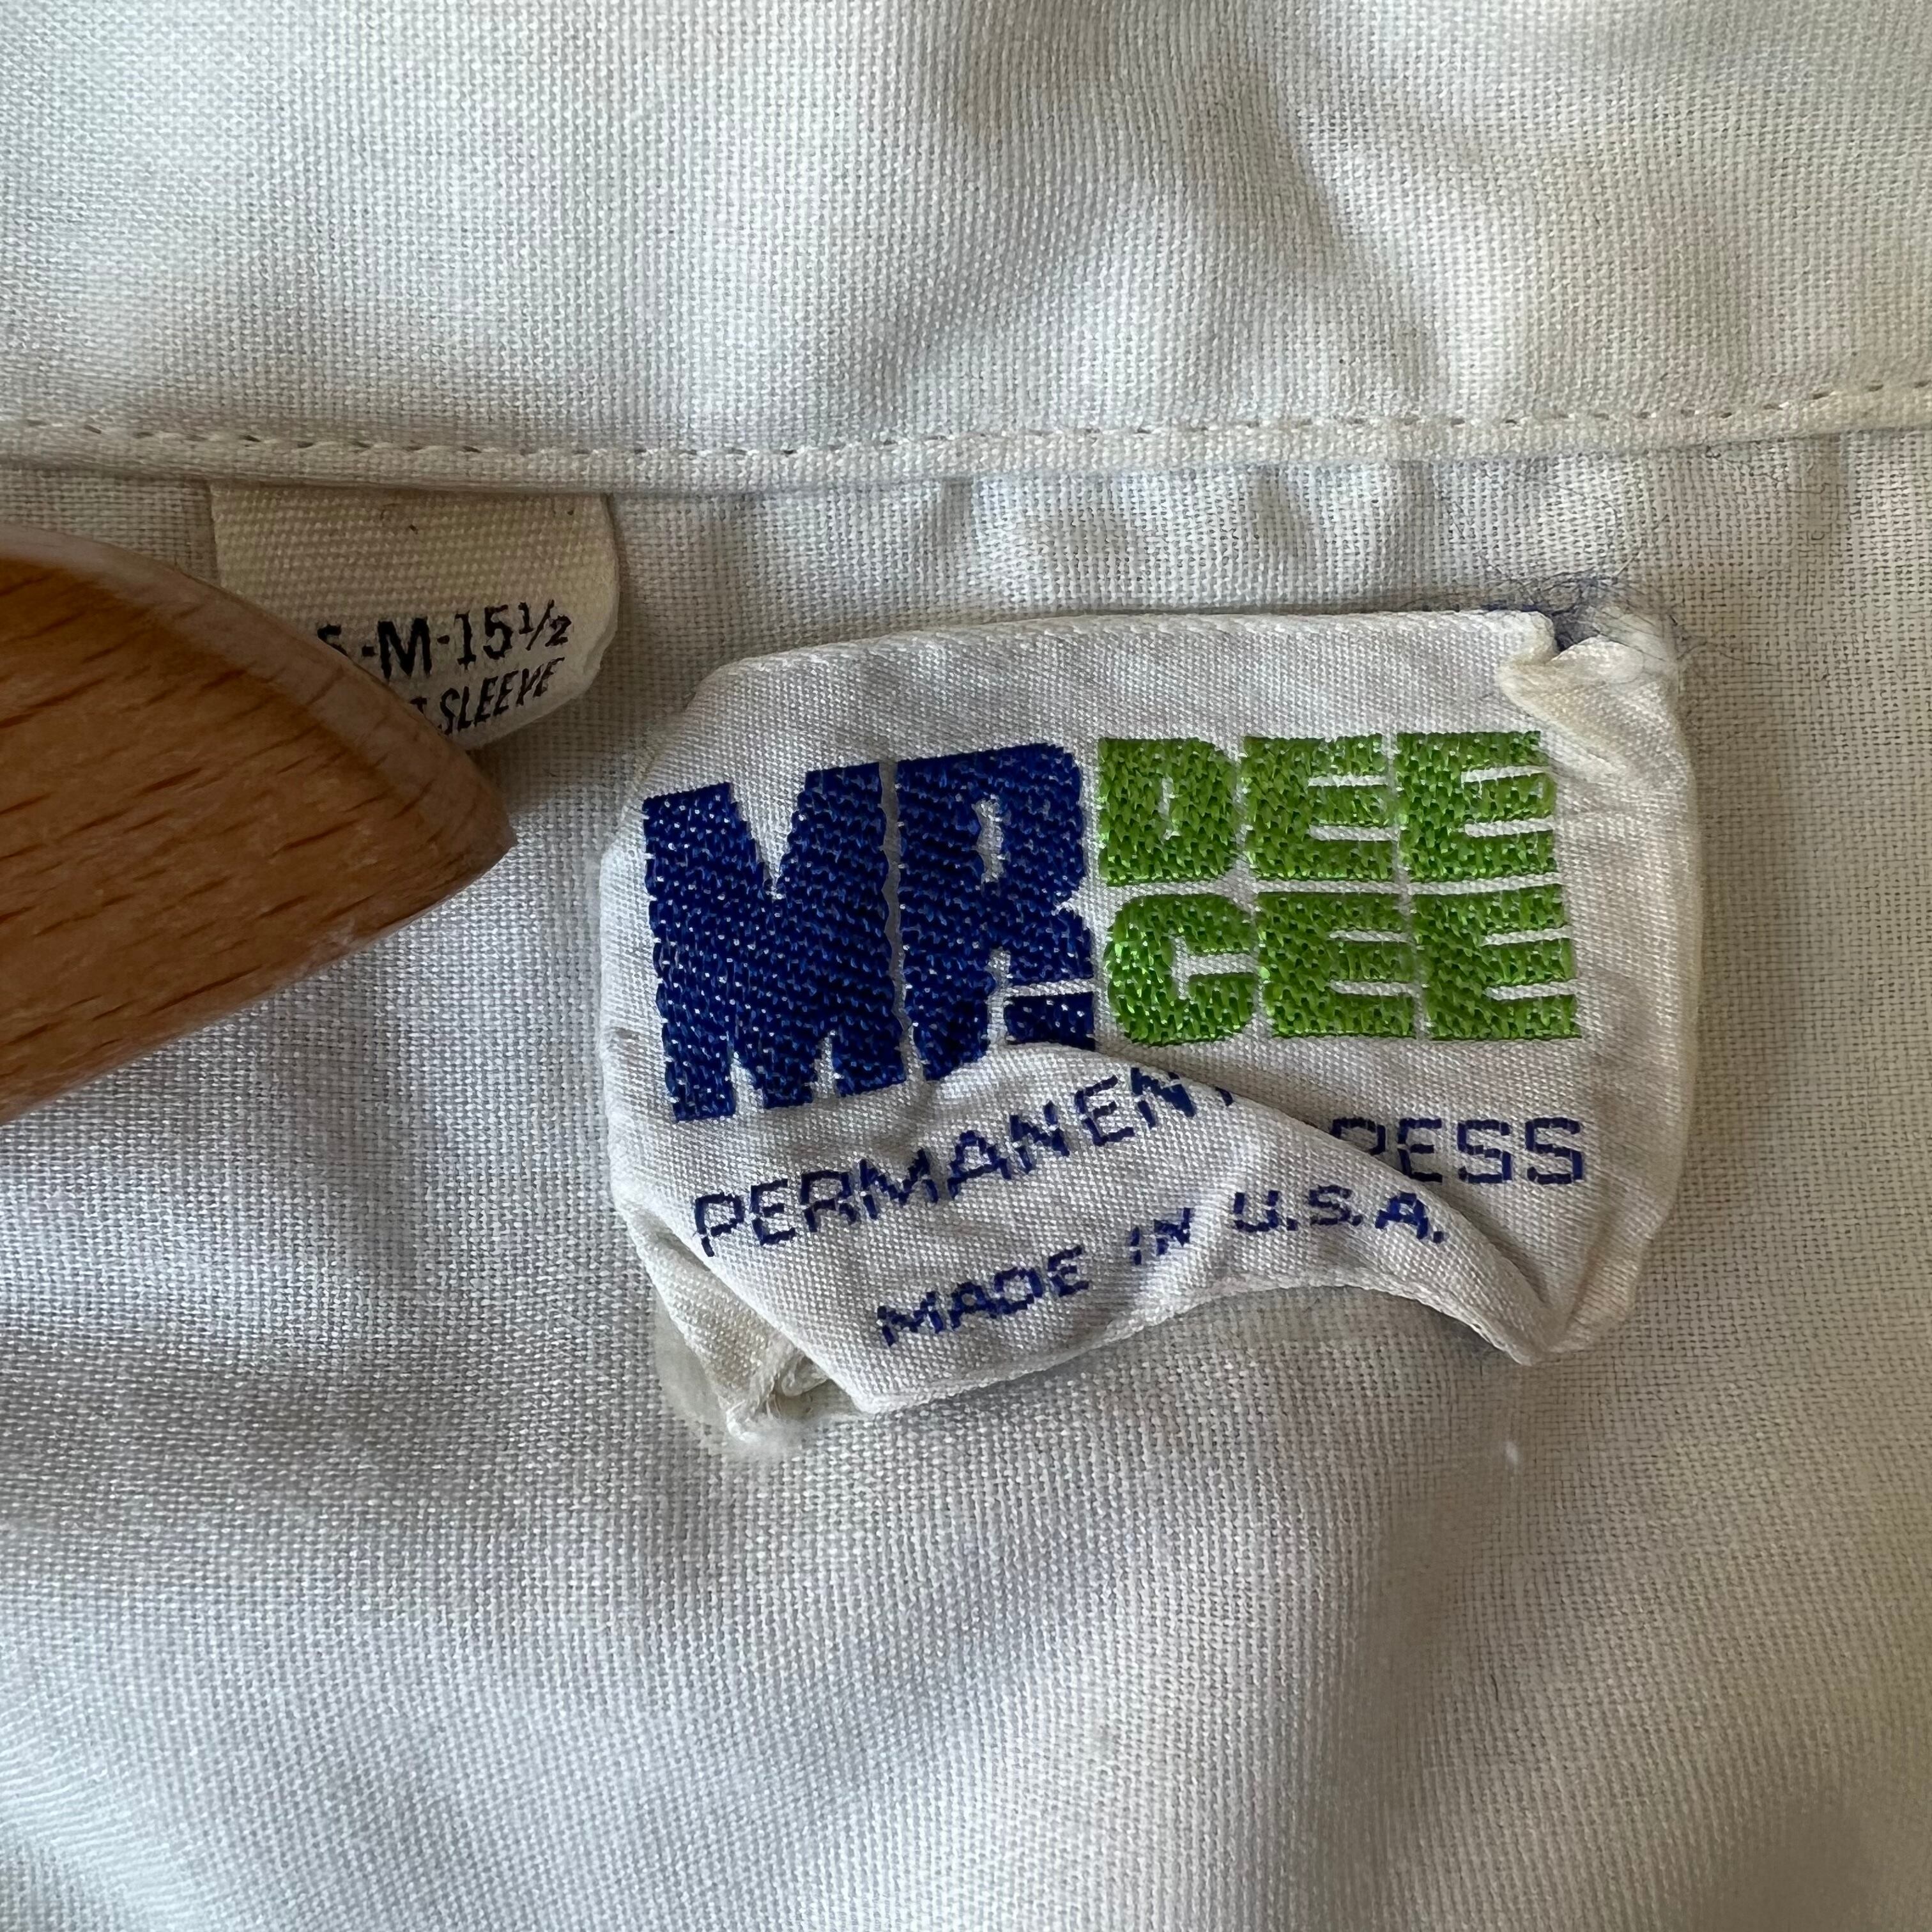 -M-15½
SLEEVE
MR. DEE
CEE
PERMANENT PRESS
MADE IN U.S.A.